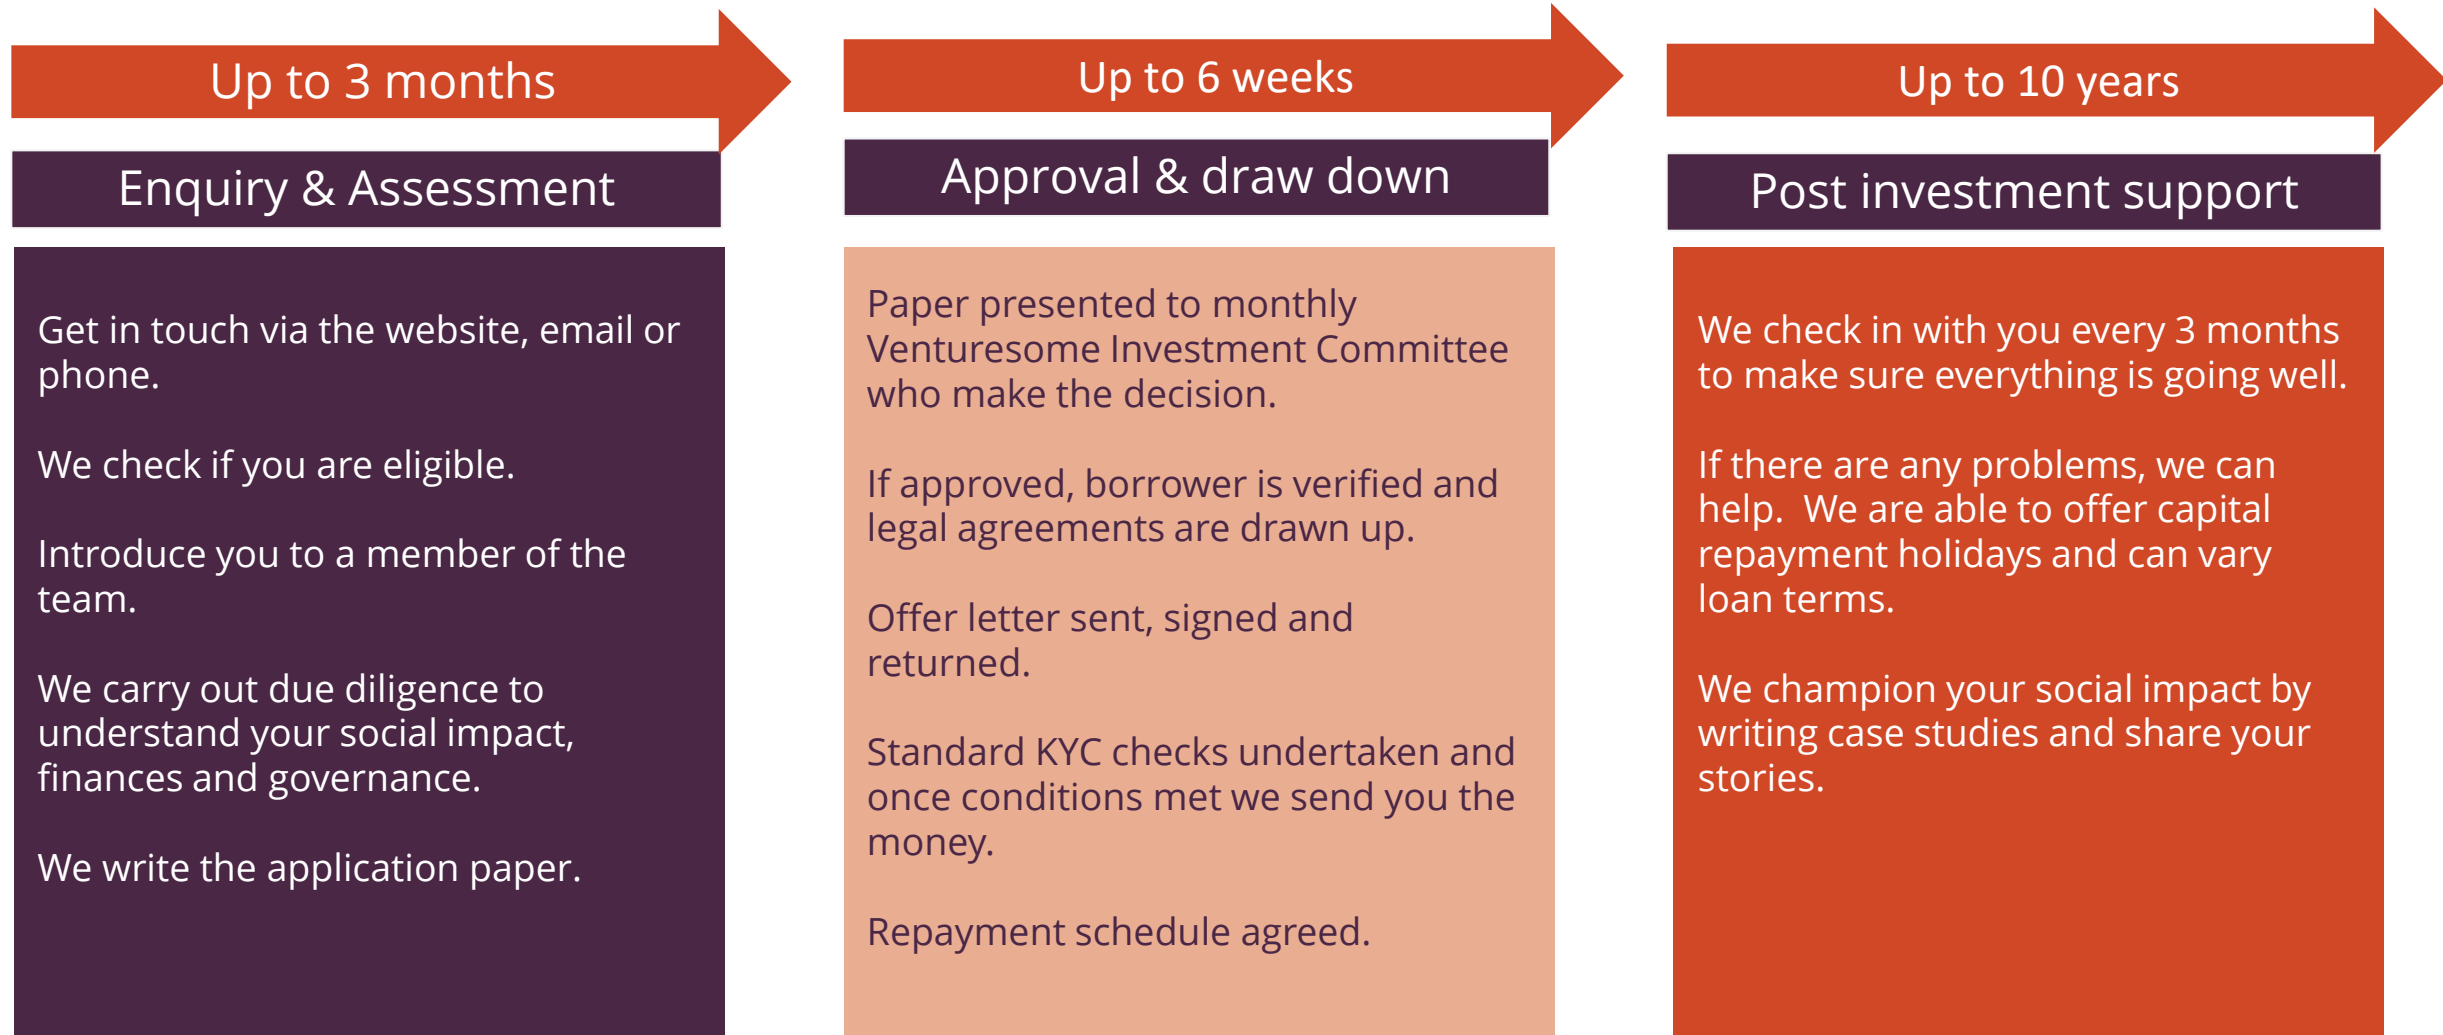 Up to 3 months
Enquiry & Assessment
Get in touch via the website, email or
phone.
We check if you are eligible.
Introduce you to a member of the
team.
We carry out due diligence to
understand your social impact,
finances and governance.
We write the application paper.
Up to 6 weeks
Approval & draw down
Paper presented to monthly
Venturesome Investment Committee
who make the decision.
If approved, borrower is verified and
legal agreements are drawn up.
Offer letter sent, signed and
returned.
Standard KYC checks undertaken and
once conditions met we send you the
money.
Repayment schedule agreed.
Up to 10 years
Post investment support
We check in with you every 3 months
to make sure everything is going well.
If there are any problems, we can
help.  We are able to offer capital
repayment holidays and can vary
loan terms.
We champion your social impact by
writing case studies and share your
stories.